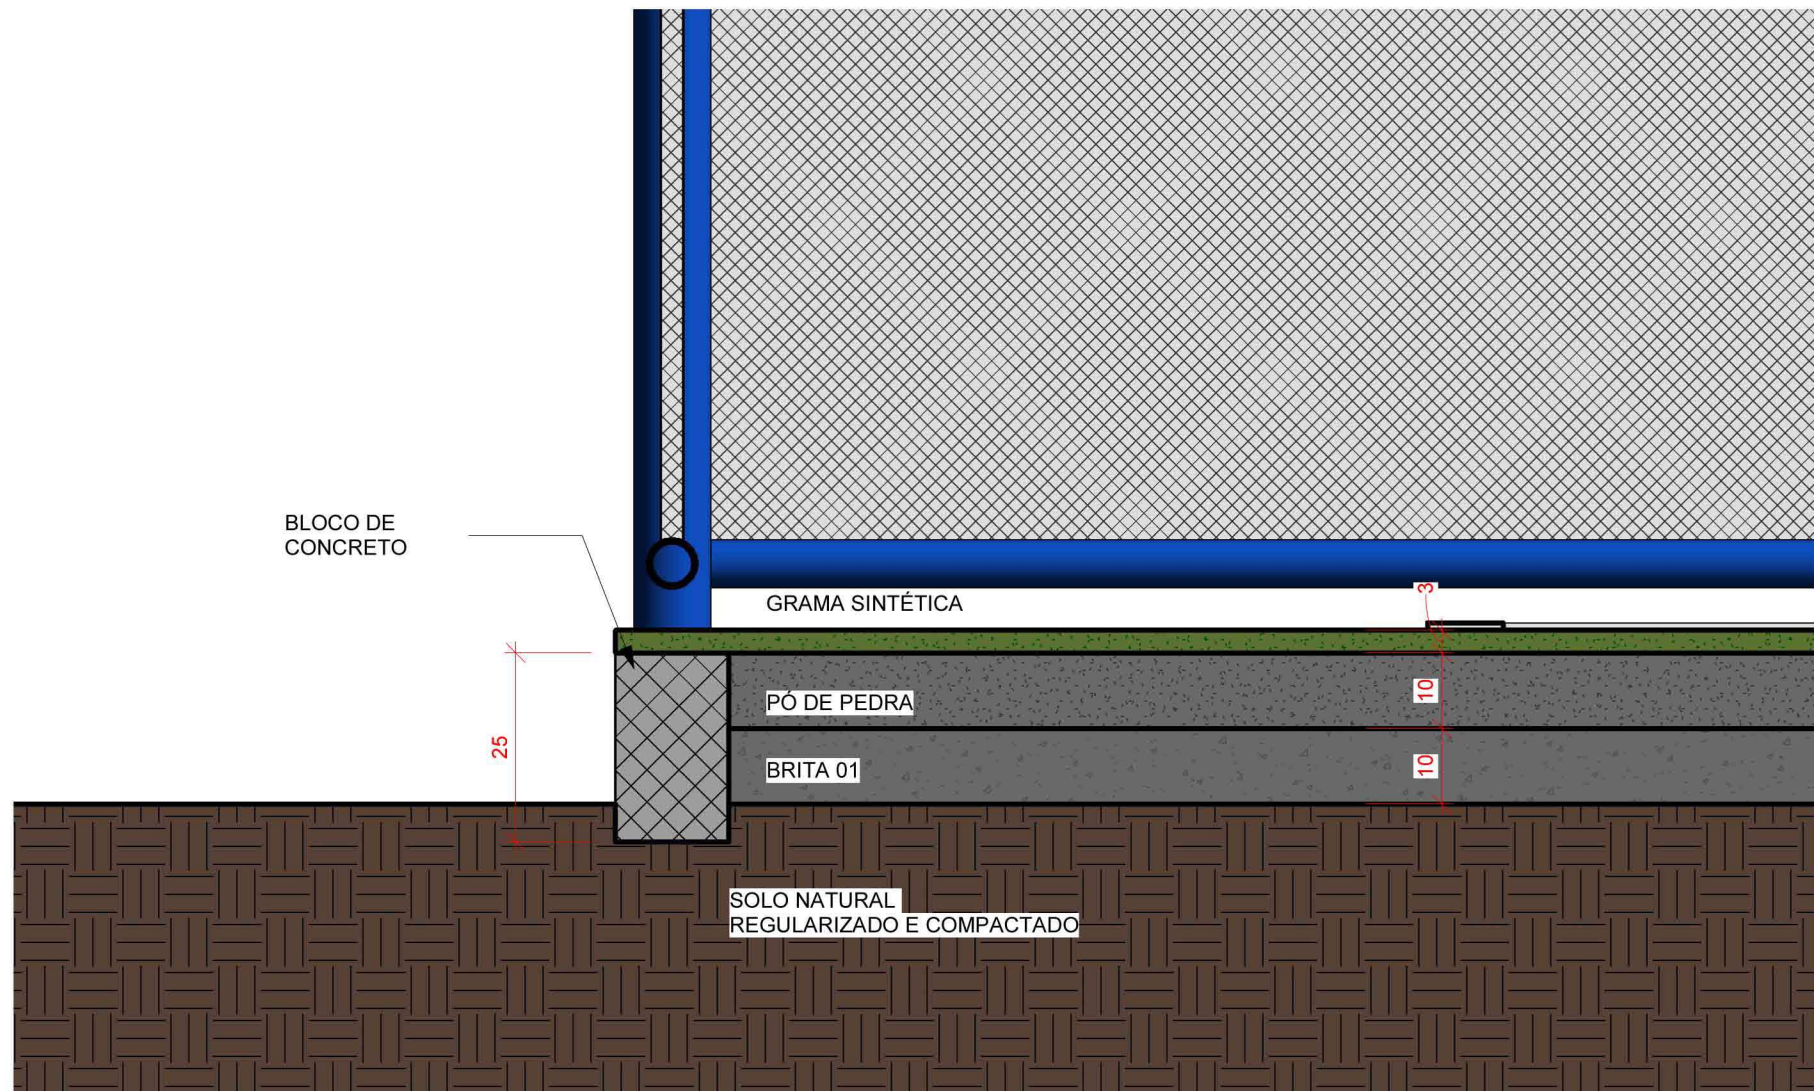 BLOCO DE
CONCRETO
GRAMA SINTÉTICA
3
PÓ DE PEDRA
10
25
BRITA 01
10
SOLO NATURAL
REGULARIZADO E COMPACTADO